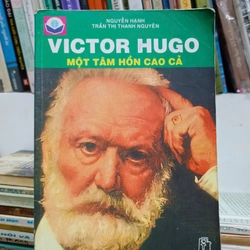 NGUYỄN HẠNH
TRẦN THỊ THANH NGUYÊN
VICTOR HUGO
MỘT TÂM HỒN CAO CẢ